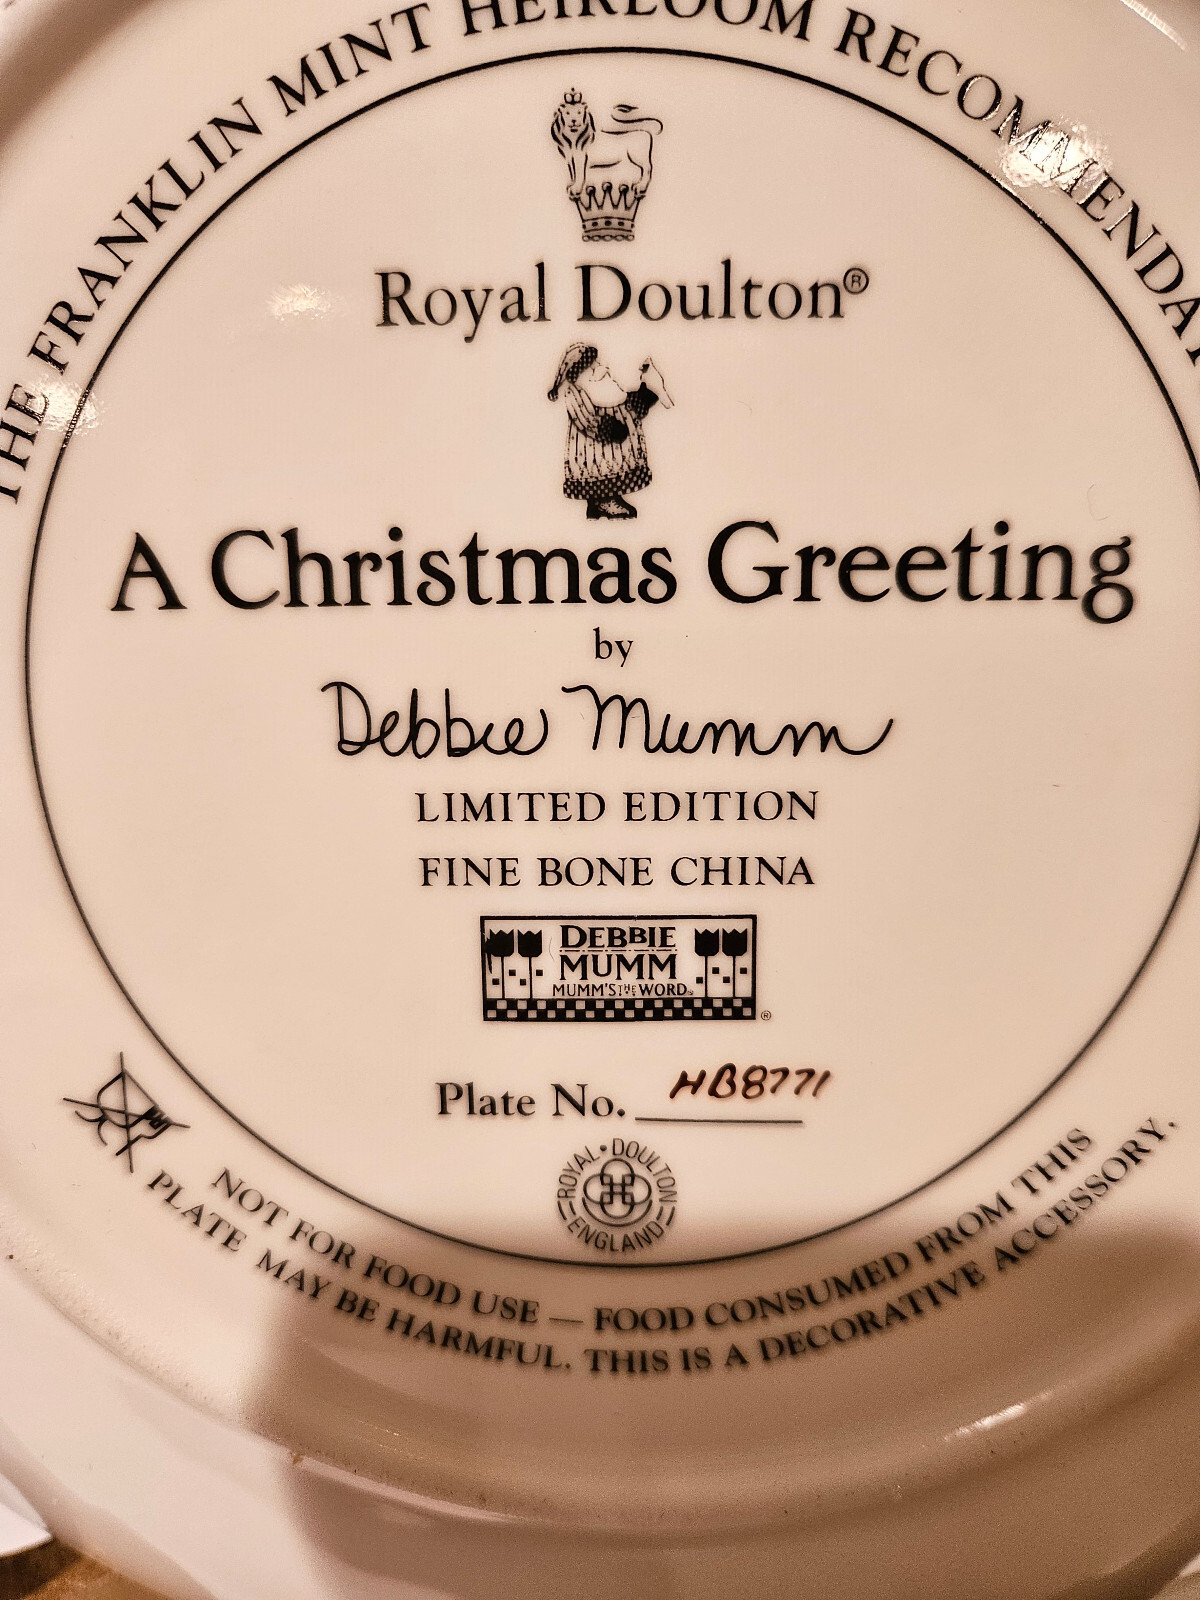 THE FRANKLIN MINT HEIRLOOM RECOMMENDAT
Royal Doulton®
A Christmas Greeting
by
Debbie Mumm
LIMITED EDITION
FINE BONE CHINA
DEBBIE
MUMM
MUMM'S THE WORD®
®
Plate No. HB8771
ROYAL • DOULTON
ENGLAND
NOT FOR FOOD USE — FOOD CONSUMED FROM THIS
PLATE MAY BE HARMFUL. THIS IS A DECORATIVE ACCESSORY.